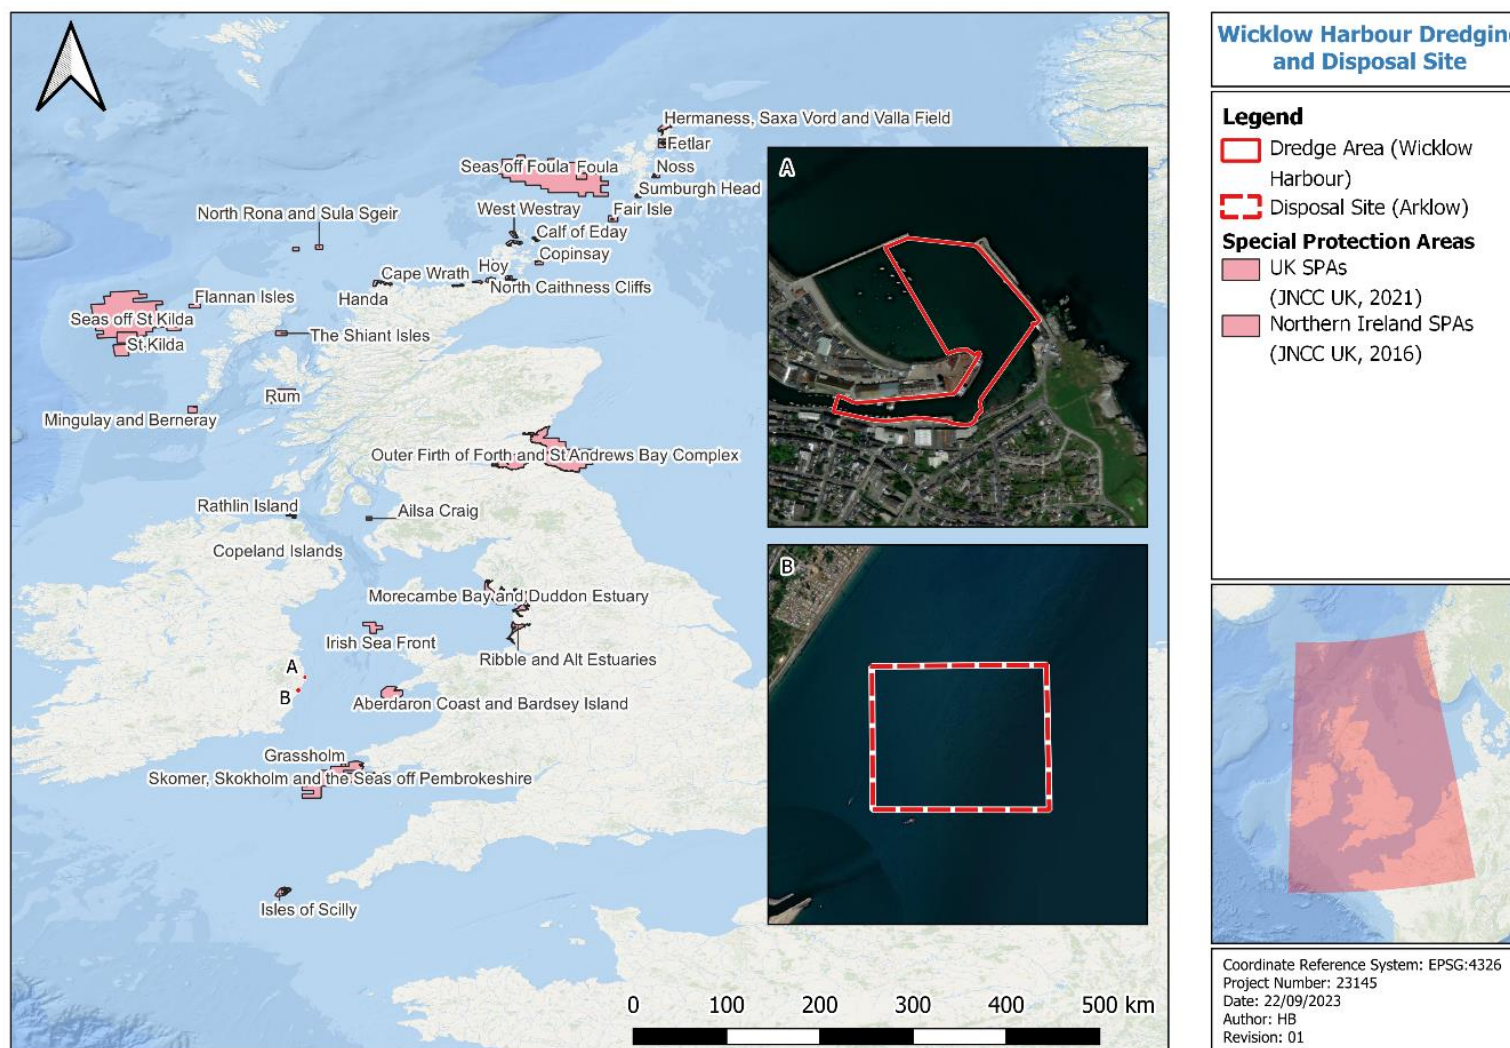 Hermaness, Saxa Vord and Valla Field
Fetlar
Seas off Foula Foula
Noss
Sumburgh Head
North Rona and Sula Sgeir
West Westray
Fair Isle
Calf of Eday
Copinsay
Hoy
Cape Wrath
North Caithness Cliffs
Handa
Flannan Isles
Seas off St Kilda
The Shiant Isles
St Kilda
Rum
Mingulay and Berneray
Outer Firth of Forth and St Andrews Bay Complex
Rathlin Island
Ailsa Craig
Copeland Islands
Morecambe Bay and Duddon Estuary
Irish Sea Front
Ribble and Alt Estuaries
A
B
Aberdaron Coast and Bardsey Island
Grassholm
Skomer, Skokholm and the Seas off Pembrokeshire
Isles of Scilly
A
B
0 100 200 300 400 500 km
Wicklow Harbour Dredging
and Disposal Site
Legend
Dredge Area (Wicklow
Harbour)
Disposal Site (Arklow)
Special Protection Areas
UK SPAs
(JNCC UK, 2021)
Northern Ireland SPAs
(JNCC UK, 2016)
Coordinate Reference System: EPSG:4326
Project Number: 23145
Date: 22/09/2023
Author: HB
Revision: 01